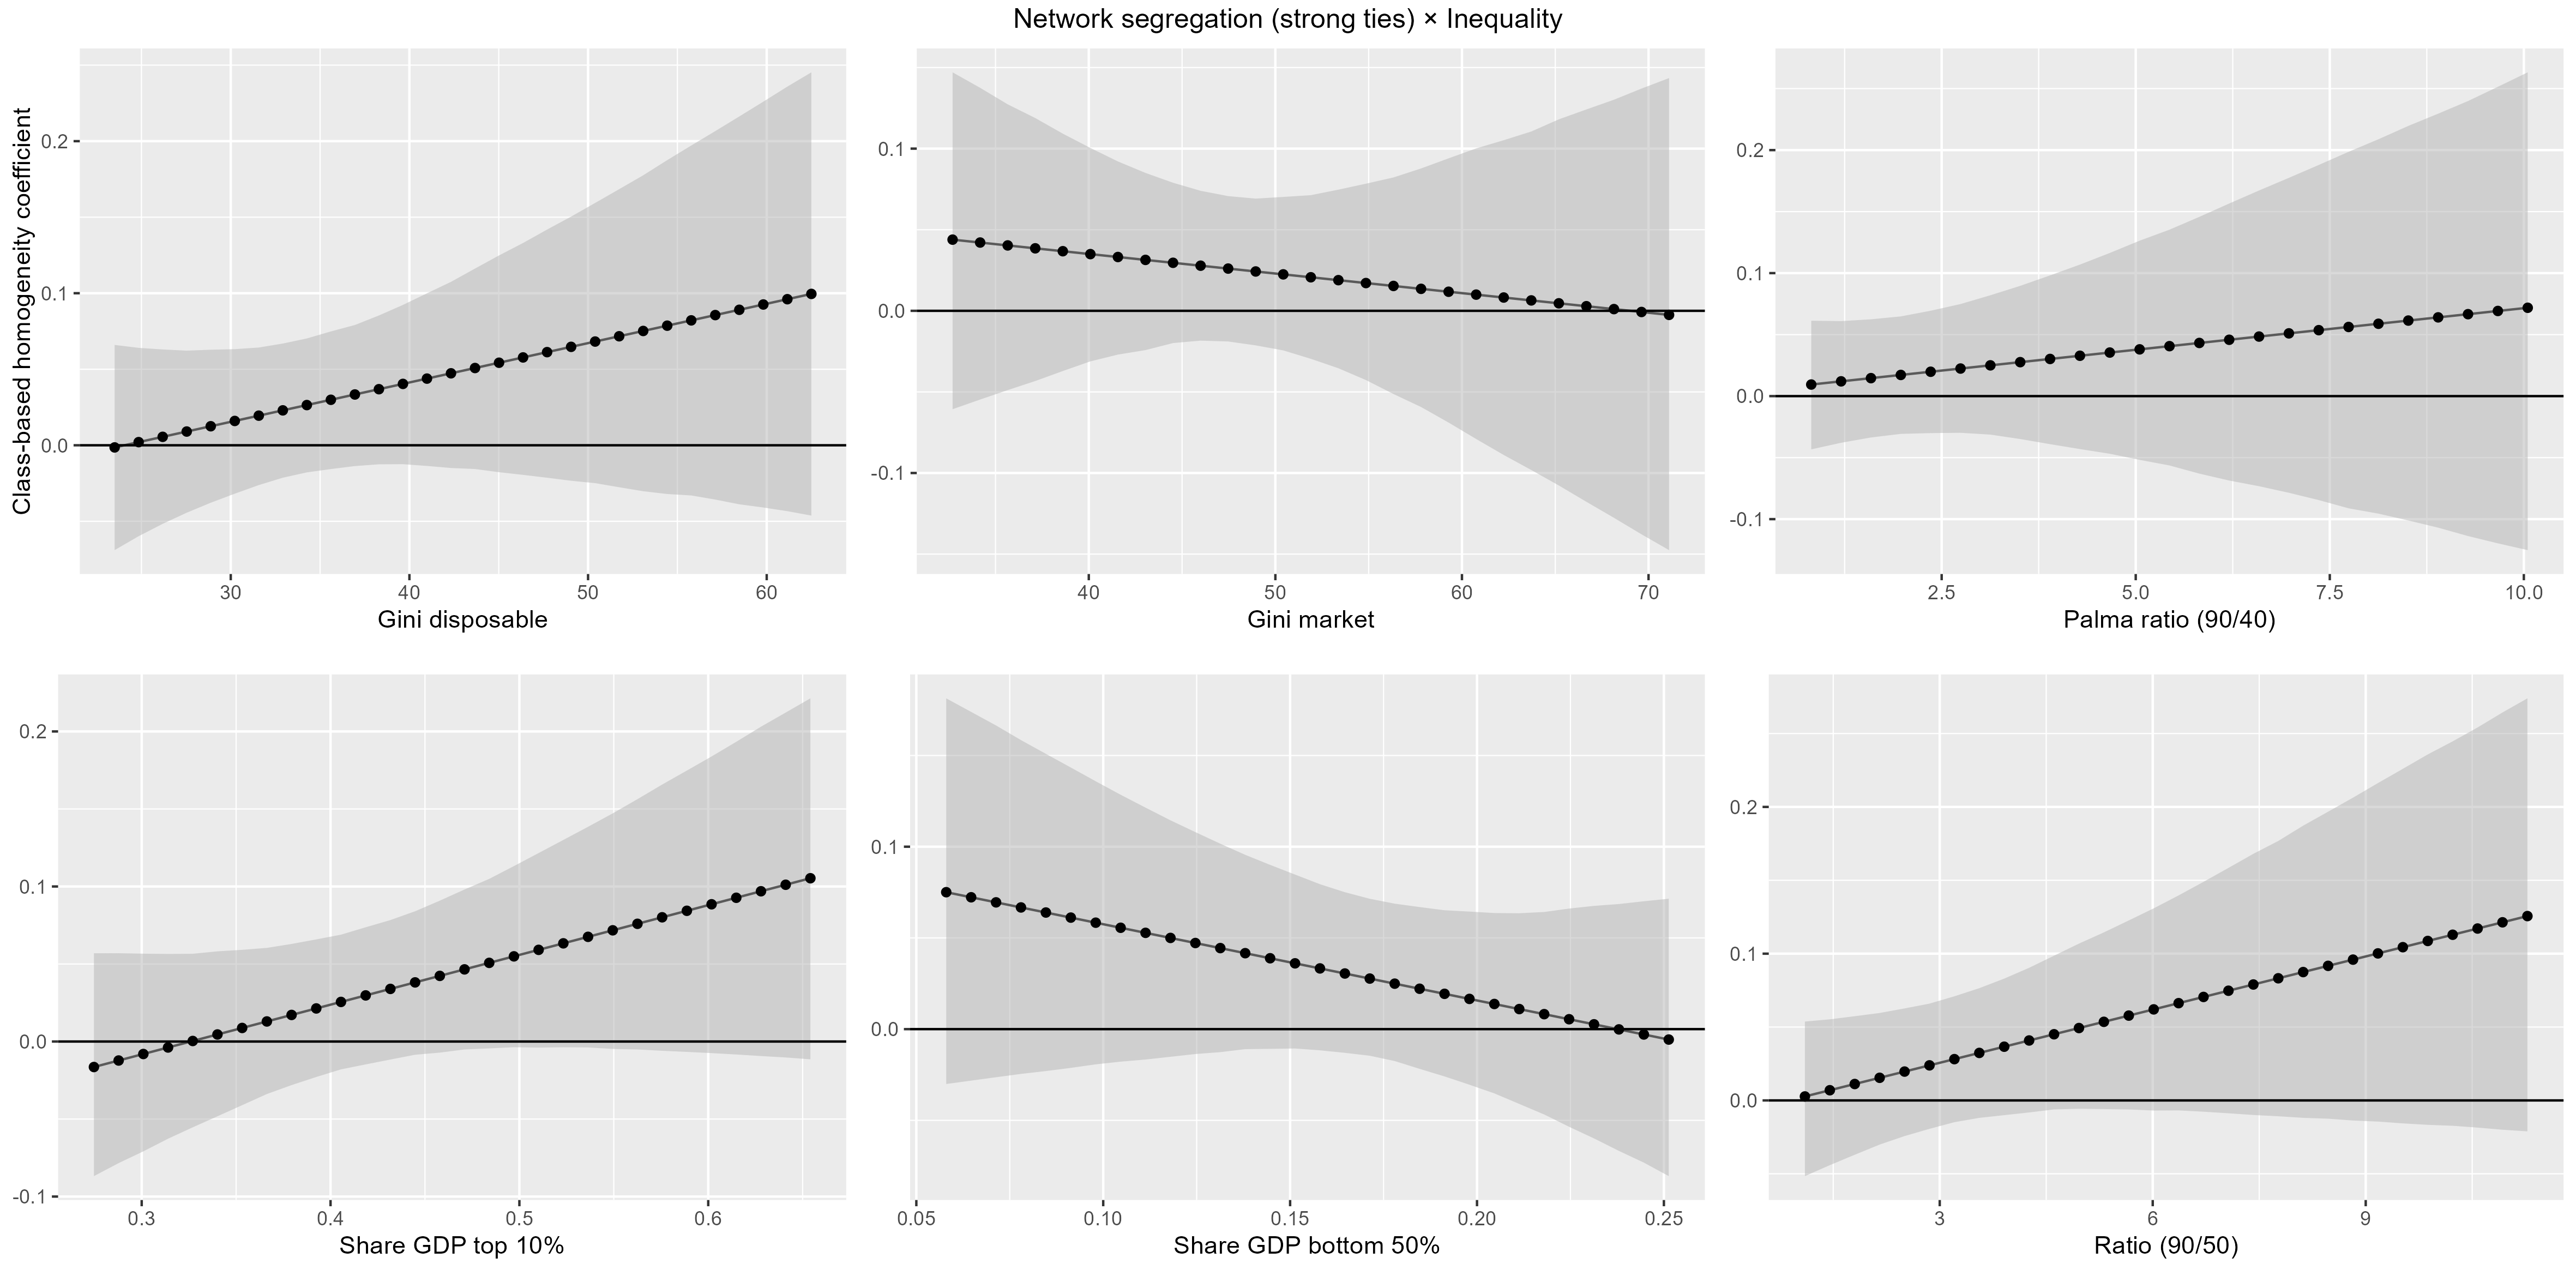 Network segregation (strong ties) × Inequality
Class-based homogeneity coefficient
0.2
0.1
0.0
30 40 50 60
Gini disposable
0.1
0.0
-0.1
40 50 60 70
Gini market
0.2
0.1
0.0
-0.1
2.5 5.0 7.5 10.0
Palma ratio (90/40)
0.2
0.1
0.0
-0.1
0.3 0.4 0.5 0.6
Share GDP top 10%
0.1
0.0
0.05 0.10 0.15 0.20 0.25
Share GDP bottom 50%
0.2
0.1
0.0
3 6 9
Ratio (90/50)